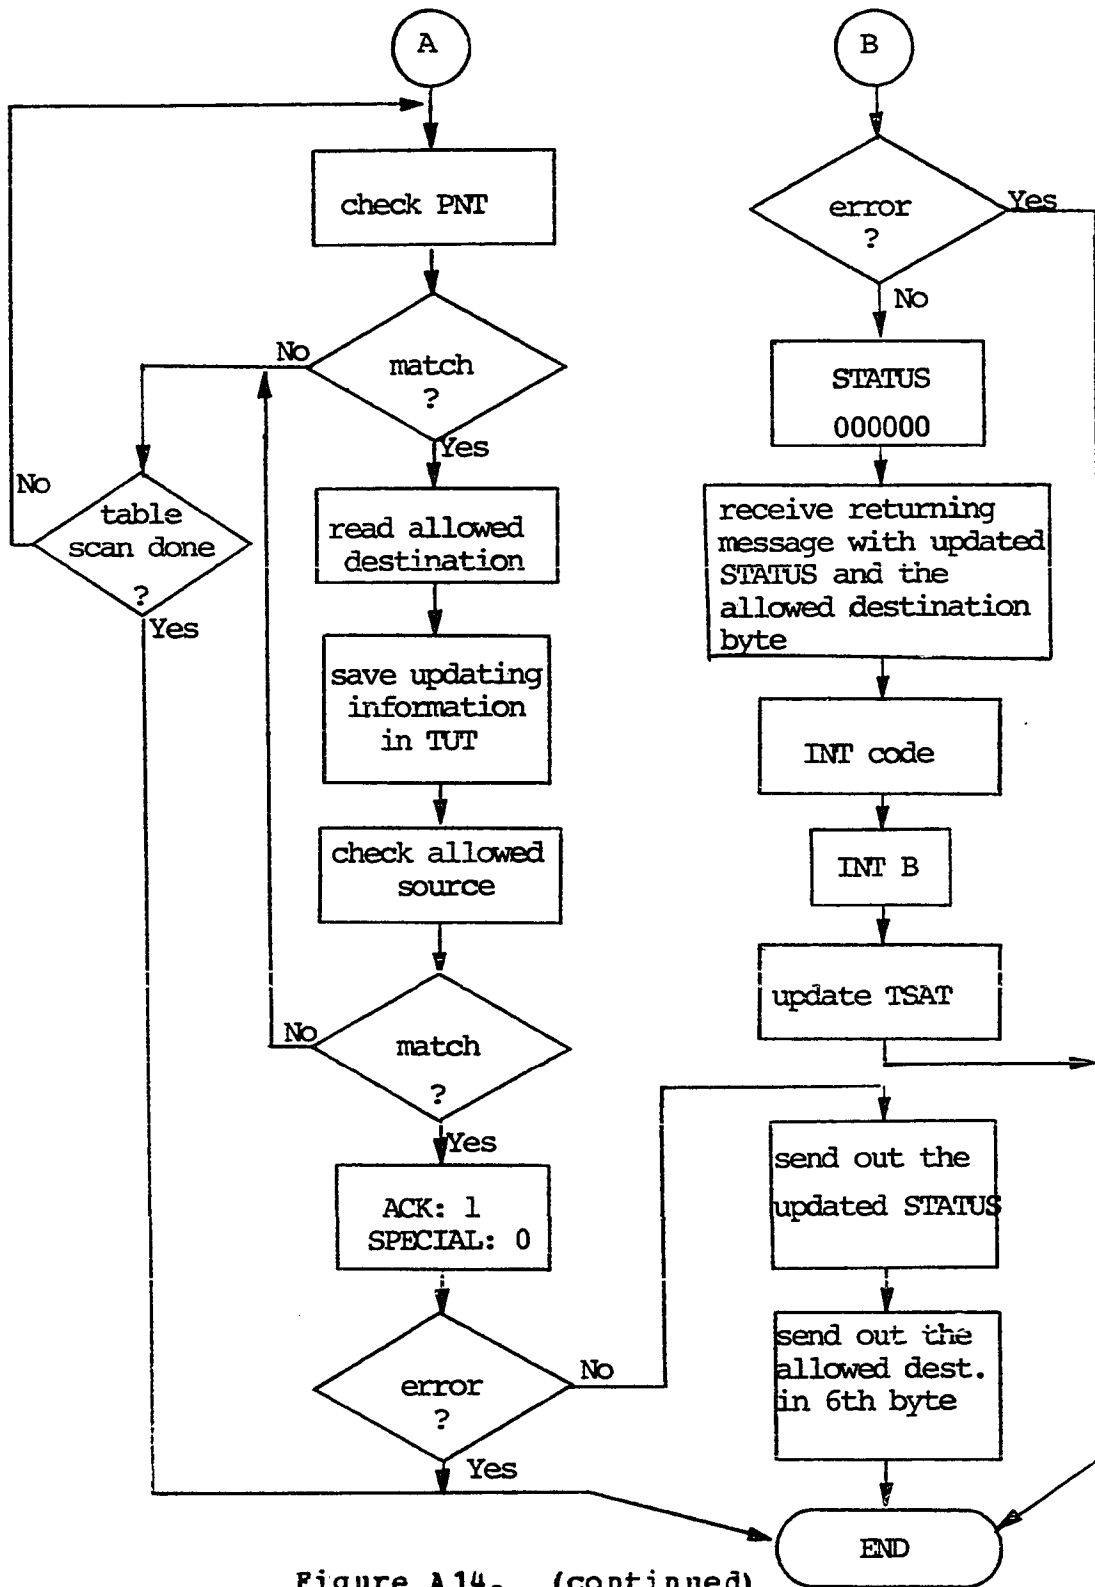 A
check PNT
match
?
No
Yes
table
scan done
?
No
Yes
read allowed
destination
save updating
information
in TUT
check allowed
source
match
?
No
Yes
ACK: 1
SPECIAL: 0
error
?
No
Yes
B
error
?
Yes
No
STATUS
000000
receive returning
message with updated
STATUS and the
allowed destination
byte
INT code
INT B
update TSAT
send out the
updated STATUS
send out the
allowed dest.
in 6th byte
END
Figure A14. (continued)